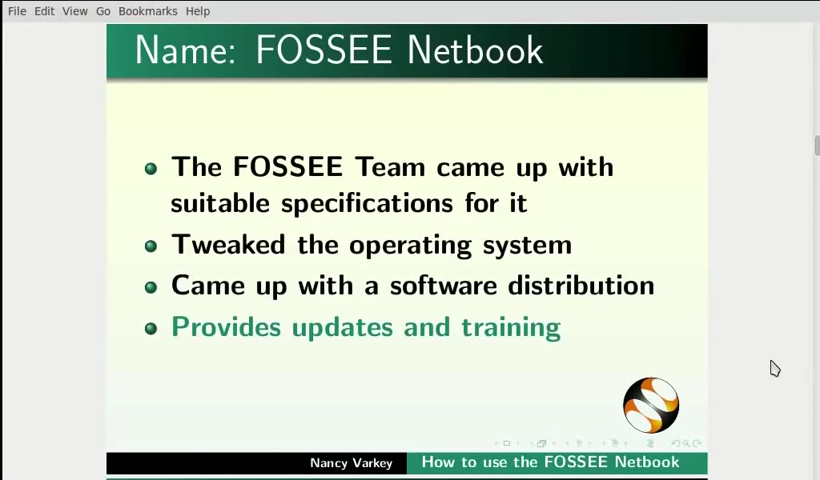 File Edit View Go Bookmarks Help
Name: FOSSEE Netbook
The FOSSEE Team came up with
suitable specifications for it
Tweaked the operating system
Came up with a software distribution
Provides updates and training
Nancy Varkey How to use the FOSSEE Netbook